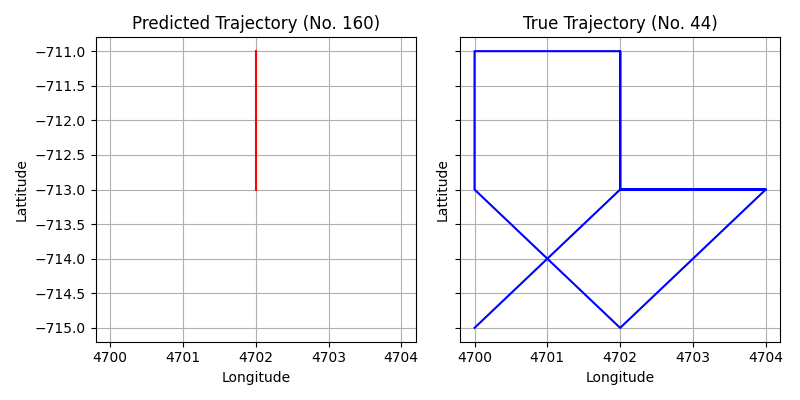 Predicted Trajectory (No. 160)
True Trajectory (No. 44)
−711.0
−711.5
−712.0
−712.5
−713.0
−713.5
−714.0
−714.5
−715.0
Lattitude
Lattitude
4700 4701 4702 4703 4704
4700 4701 4702 4703 4704
Longitude
Longitude